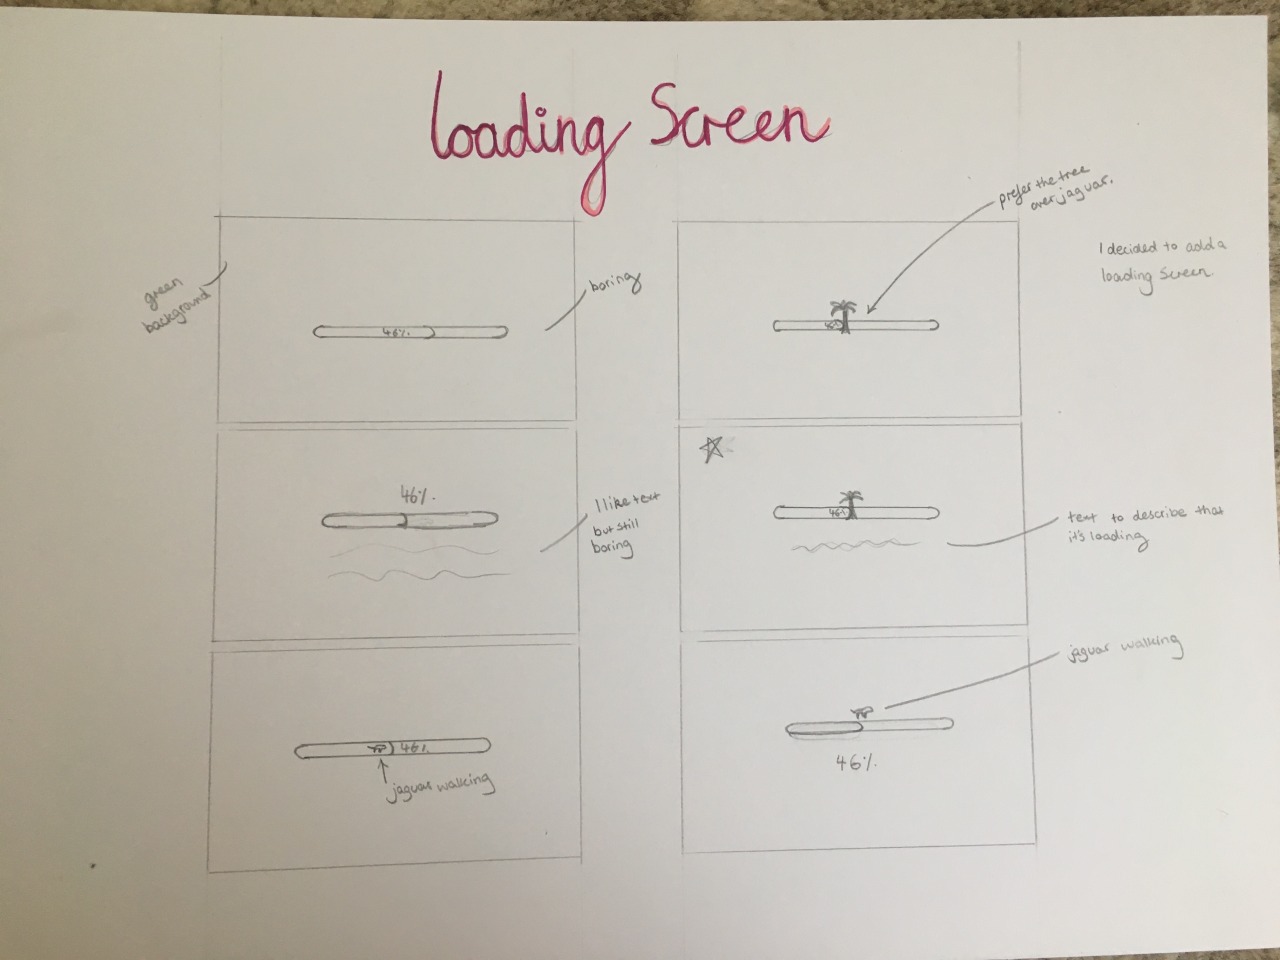 Loading Screen
green
background
46%.
boring
prefer the tree
over jaguar.
I decided to add a
loading Screen
46%.
I like text
but still
boring
46%
text to describe that
it's loading
46%
jaguar walking
jaguar walking
46%.